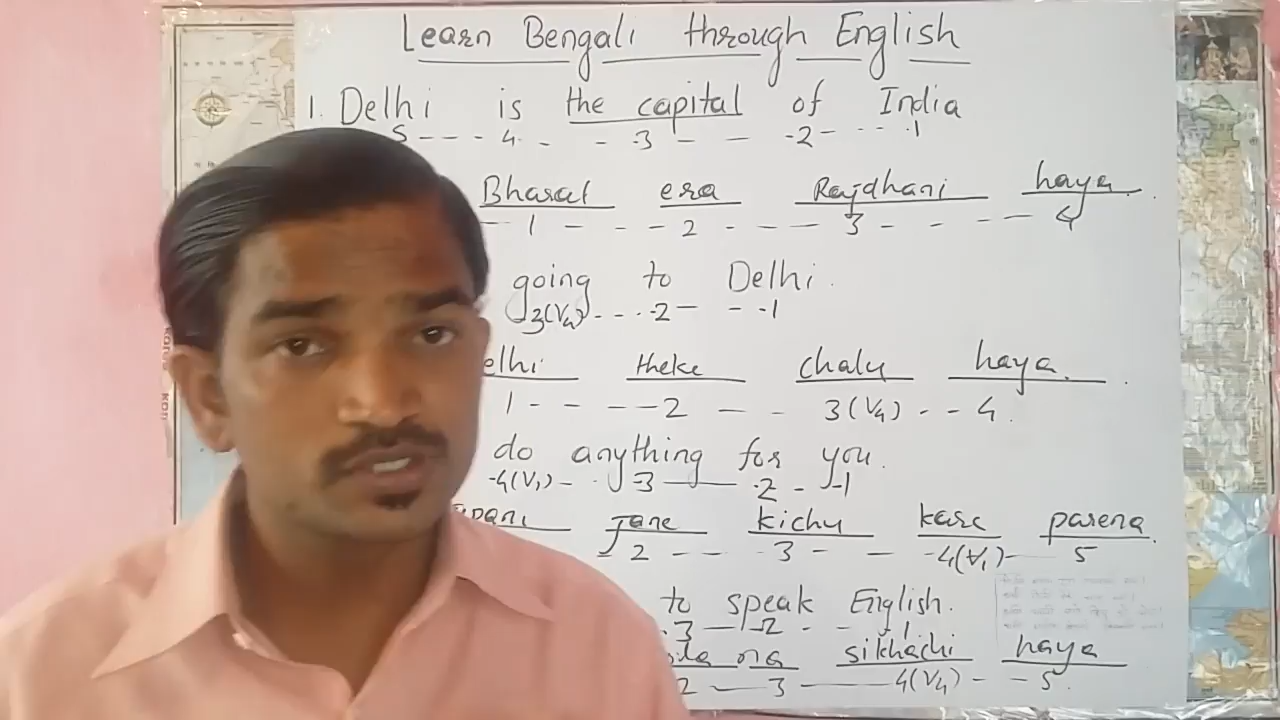 Learn Bengali through English
1. Delhi is the capital of India
5 --- 4 - - 3 - - 2 - -- 1
Bharat era Rajdhani haya.
1 - - - 2 - - - 3 - - - - 4
going to Delhi.
3(V4) --- 2 - - 1
elhi theke chalu haya.
1 - - - 2 - - 3(V4) - - 4.
do anything for you.
4(V1) - 3 - 2 - 1
Jane kichu kare parena.
2 - - 3 - - 4(V1) - 5
to speak English.
3 - 2 - - 1
ora sikhachi haya
2 - 3 - 4(V4) - - 5.